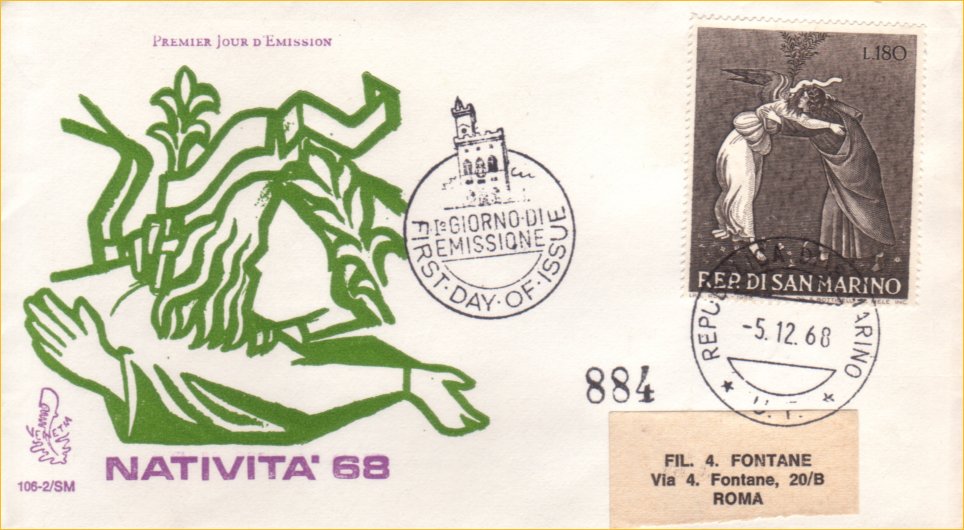 PREMIER JOUR D'EMISSION
L.180
REP. DI SAN MARINO
Iº GIORNO DI
EMISSIONE
FIRST·DAY·OF·ISSUE
-5.12.68
884
FIL. 4. FONTANE
Via 4. Fontane, 20/B
ROMA
NATIVITA' 68
106-2/SM